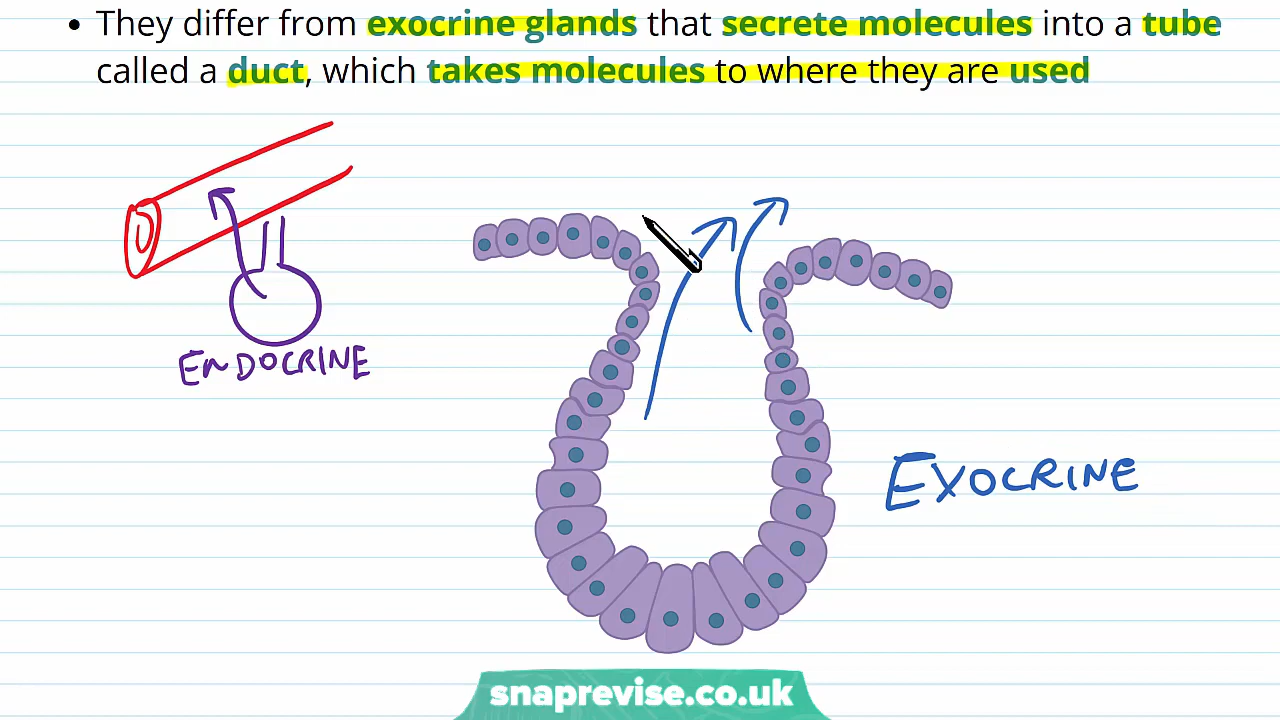 • They differ from exocrine glands that secrete molecules into a tube
called a duct, which takes molecules to where they are used
ENDOCRINE
EXOCRINE
snaprevise.co.uk